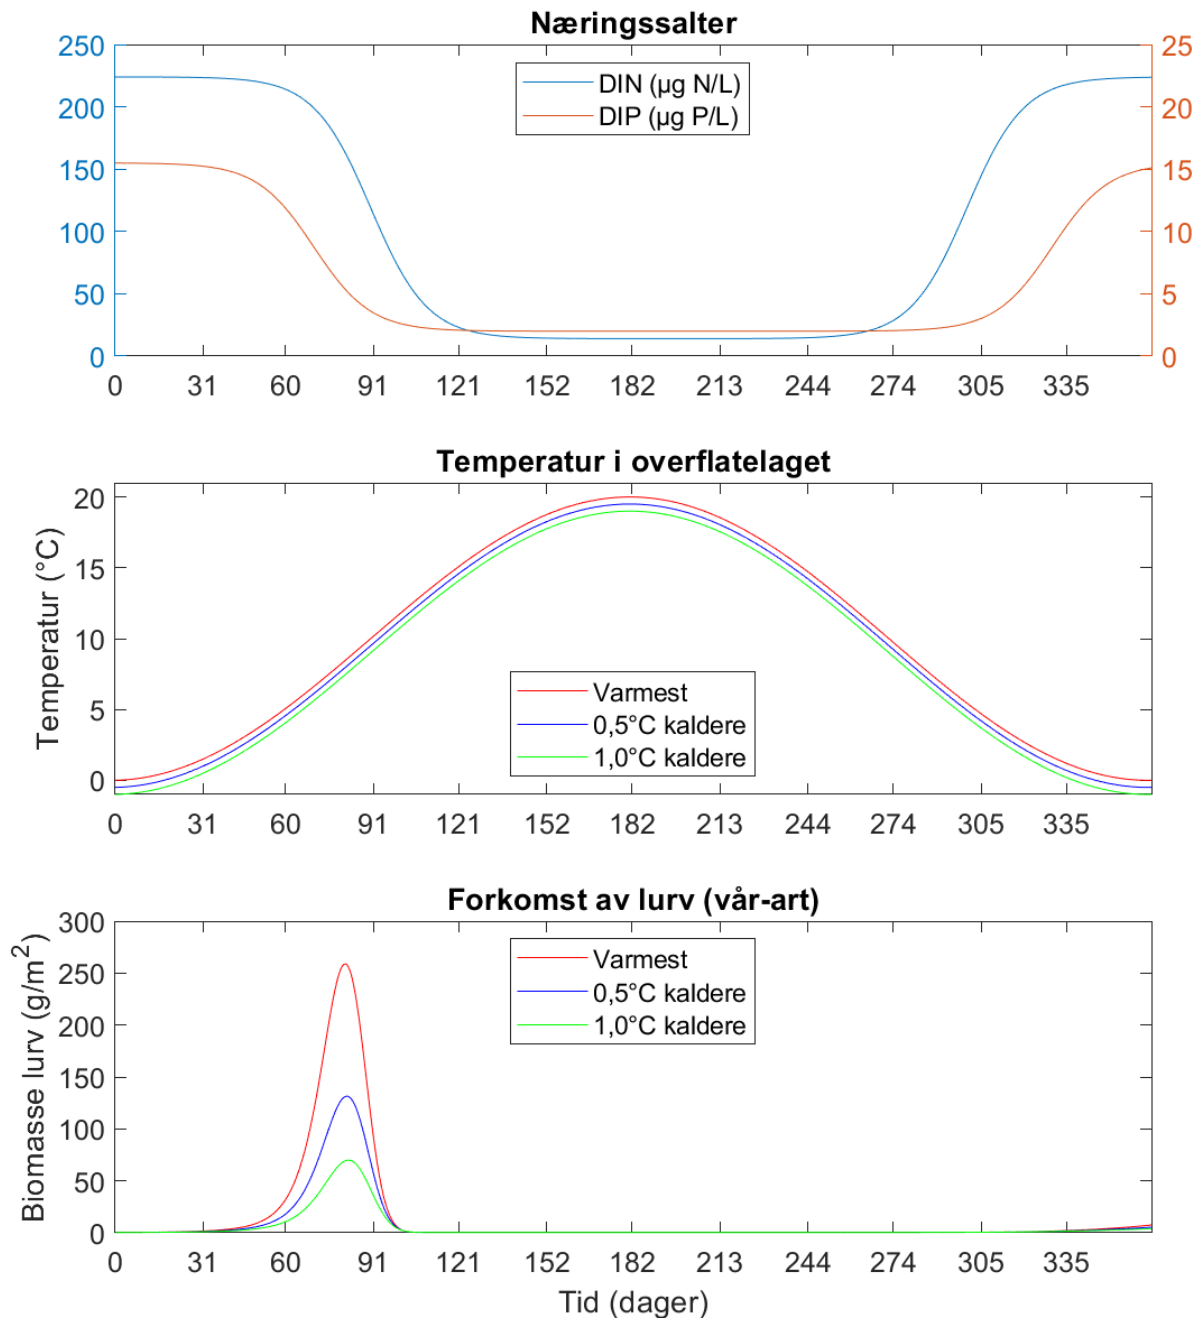 Næringssalter
250
200
150
100
50
0
25
20
15
10
5
0
DIN (µg N/L)
DIP (µg P/L)
0 31 60 91 121 152 182 213 244 274 305 335
Temperatur i overflatelaget
Temperatur (°C)
20
15
10
5
0
Varmest
0,5°C kaldere
1,0°C kaldere
0 31 60 91 121 152 182 213 244 274 305 335
Forkomst av lurv (vår-art)
Biomasse lurv (g/m²)
300
250
200
150
100
50
0
Varmest
0,5°C kaldere
1,0°C kaldere
0 31 60 91 121 152 182 213 244 274 305 335
Tid (dager)